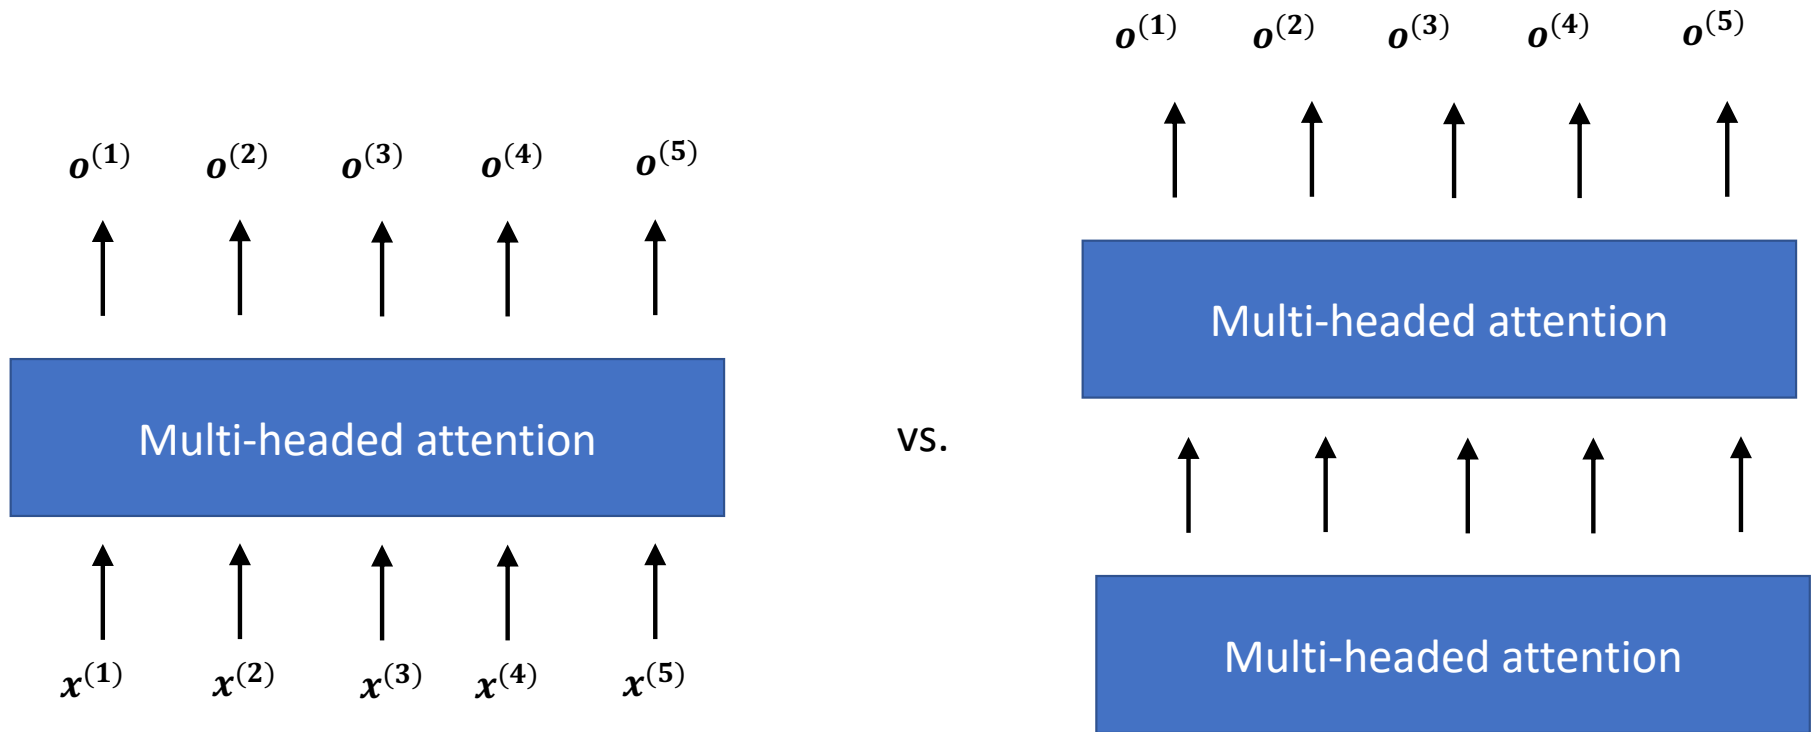 o(1) o(2) o(3) o(4) o(5)
Multi-headed attention
x(1) x(2) x(3) x(4) x(5)
vs.
o(1) o(2) o(3) o(4) o(5)
Multi-headed attention
Multi-headed attention